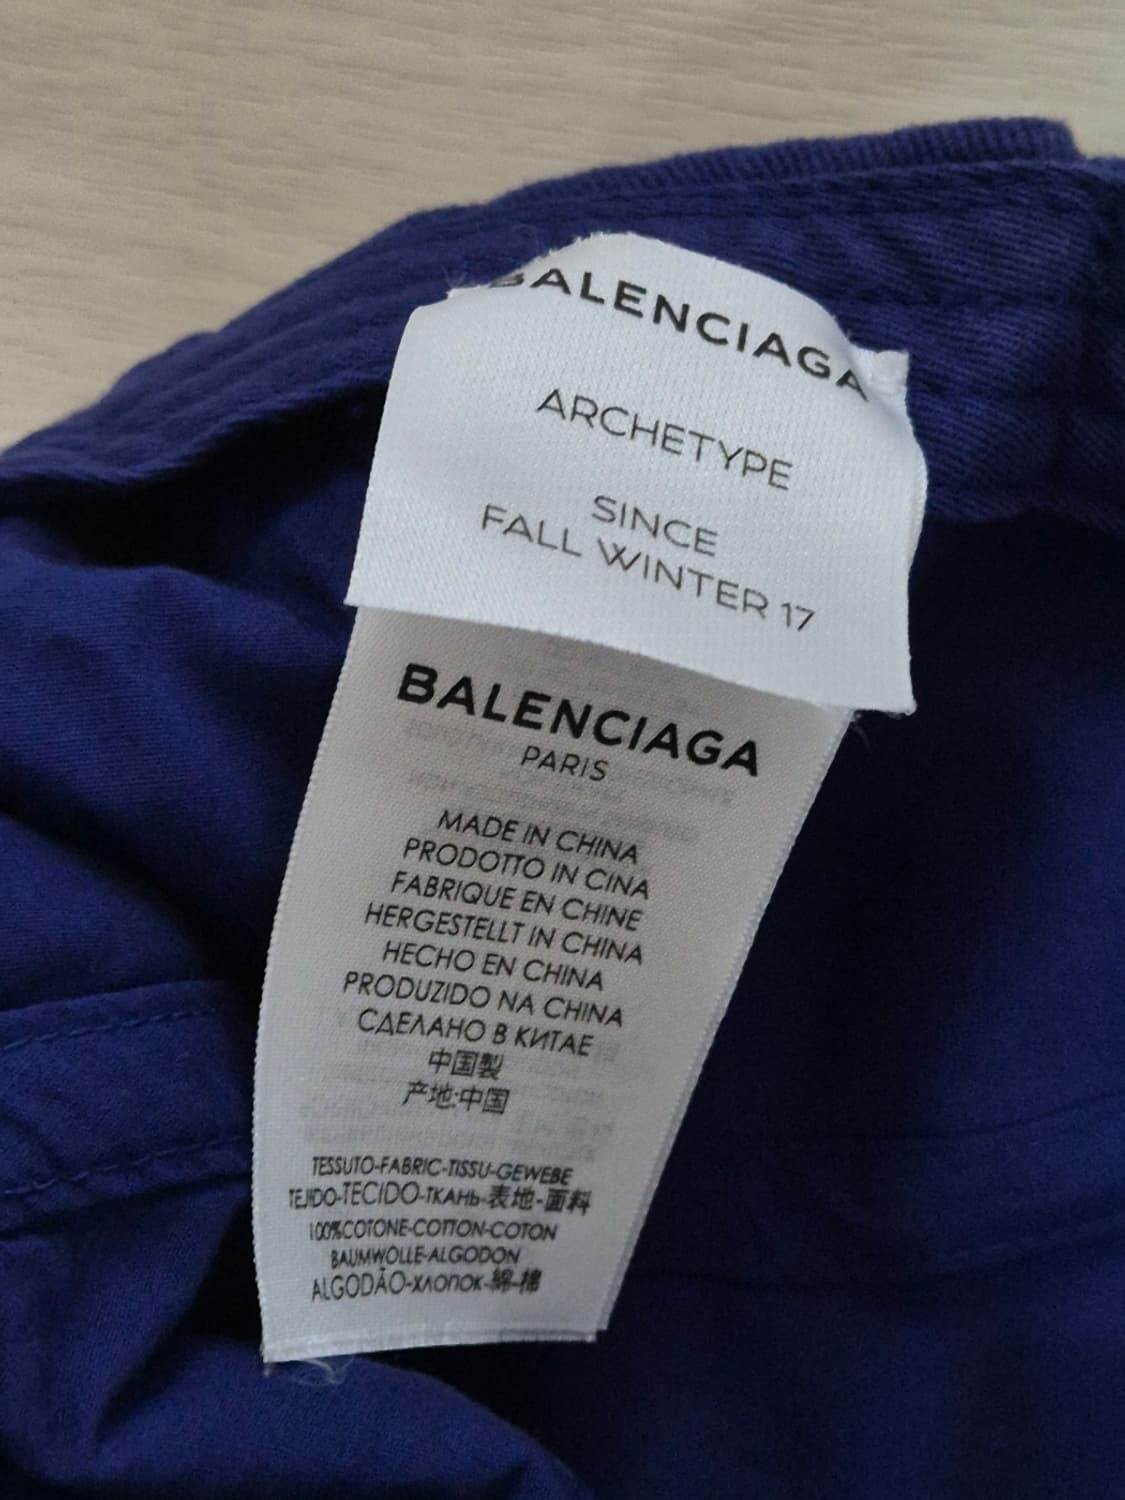 BALENCIAGA
ARCHETYPE
SINCE
FALL WINTER 17
BALENCIAGA
PARIS
MADE IN CHINA
PRODOTTO IN CINA
FABRIQUE EN CHINE
HERGESTELLT IN CHINA
HECHO EN CHINA
PRODUZIDO NA CHINA
СДЕЛАНО В КИТАЕ
中国製
产地:中国
TESSUTO-FABRIC-TISSU-GEWEBE
TEJIDO-TECIDO-ТКАНЬ-表地-面料
100%COTONE-COTTON-COTON
BAUMWOLLE-ALGODON
ALGODÃO-ХЛОПОК-綿-棉